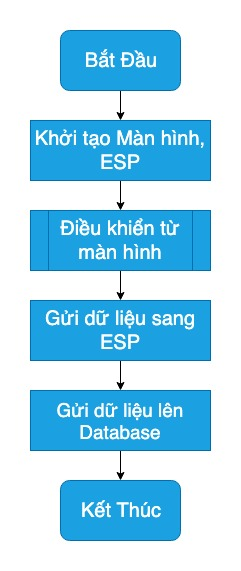 Bắt Đầu
Khởi tạo Màn hình,
ESP
Điều khiển từ
màn hình
Gửi dữ liệu sang
ESP
Gửi dữ liệu lên
Database
Kết Thúc